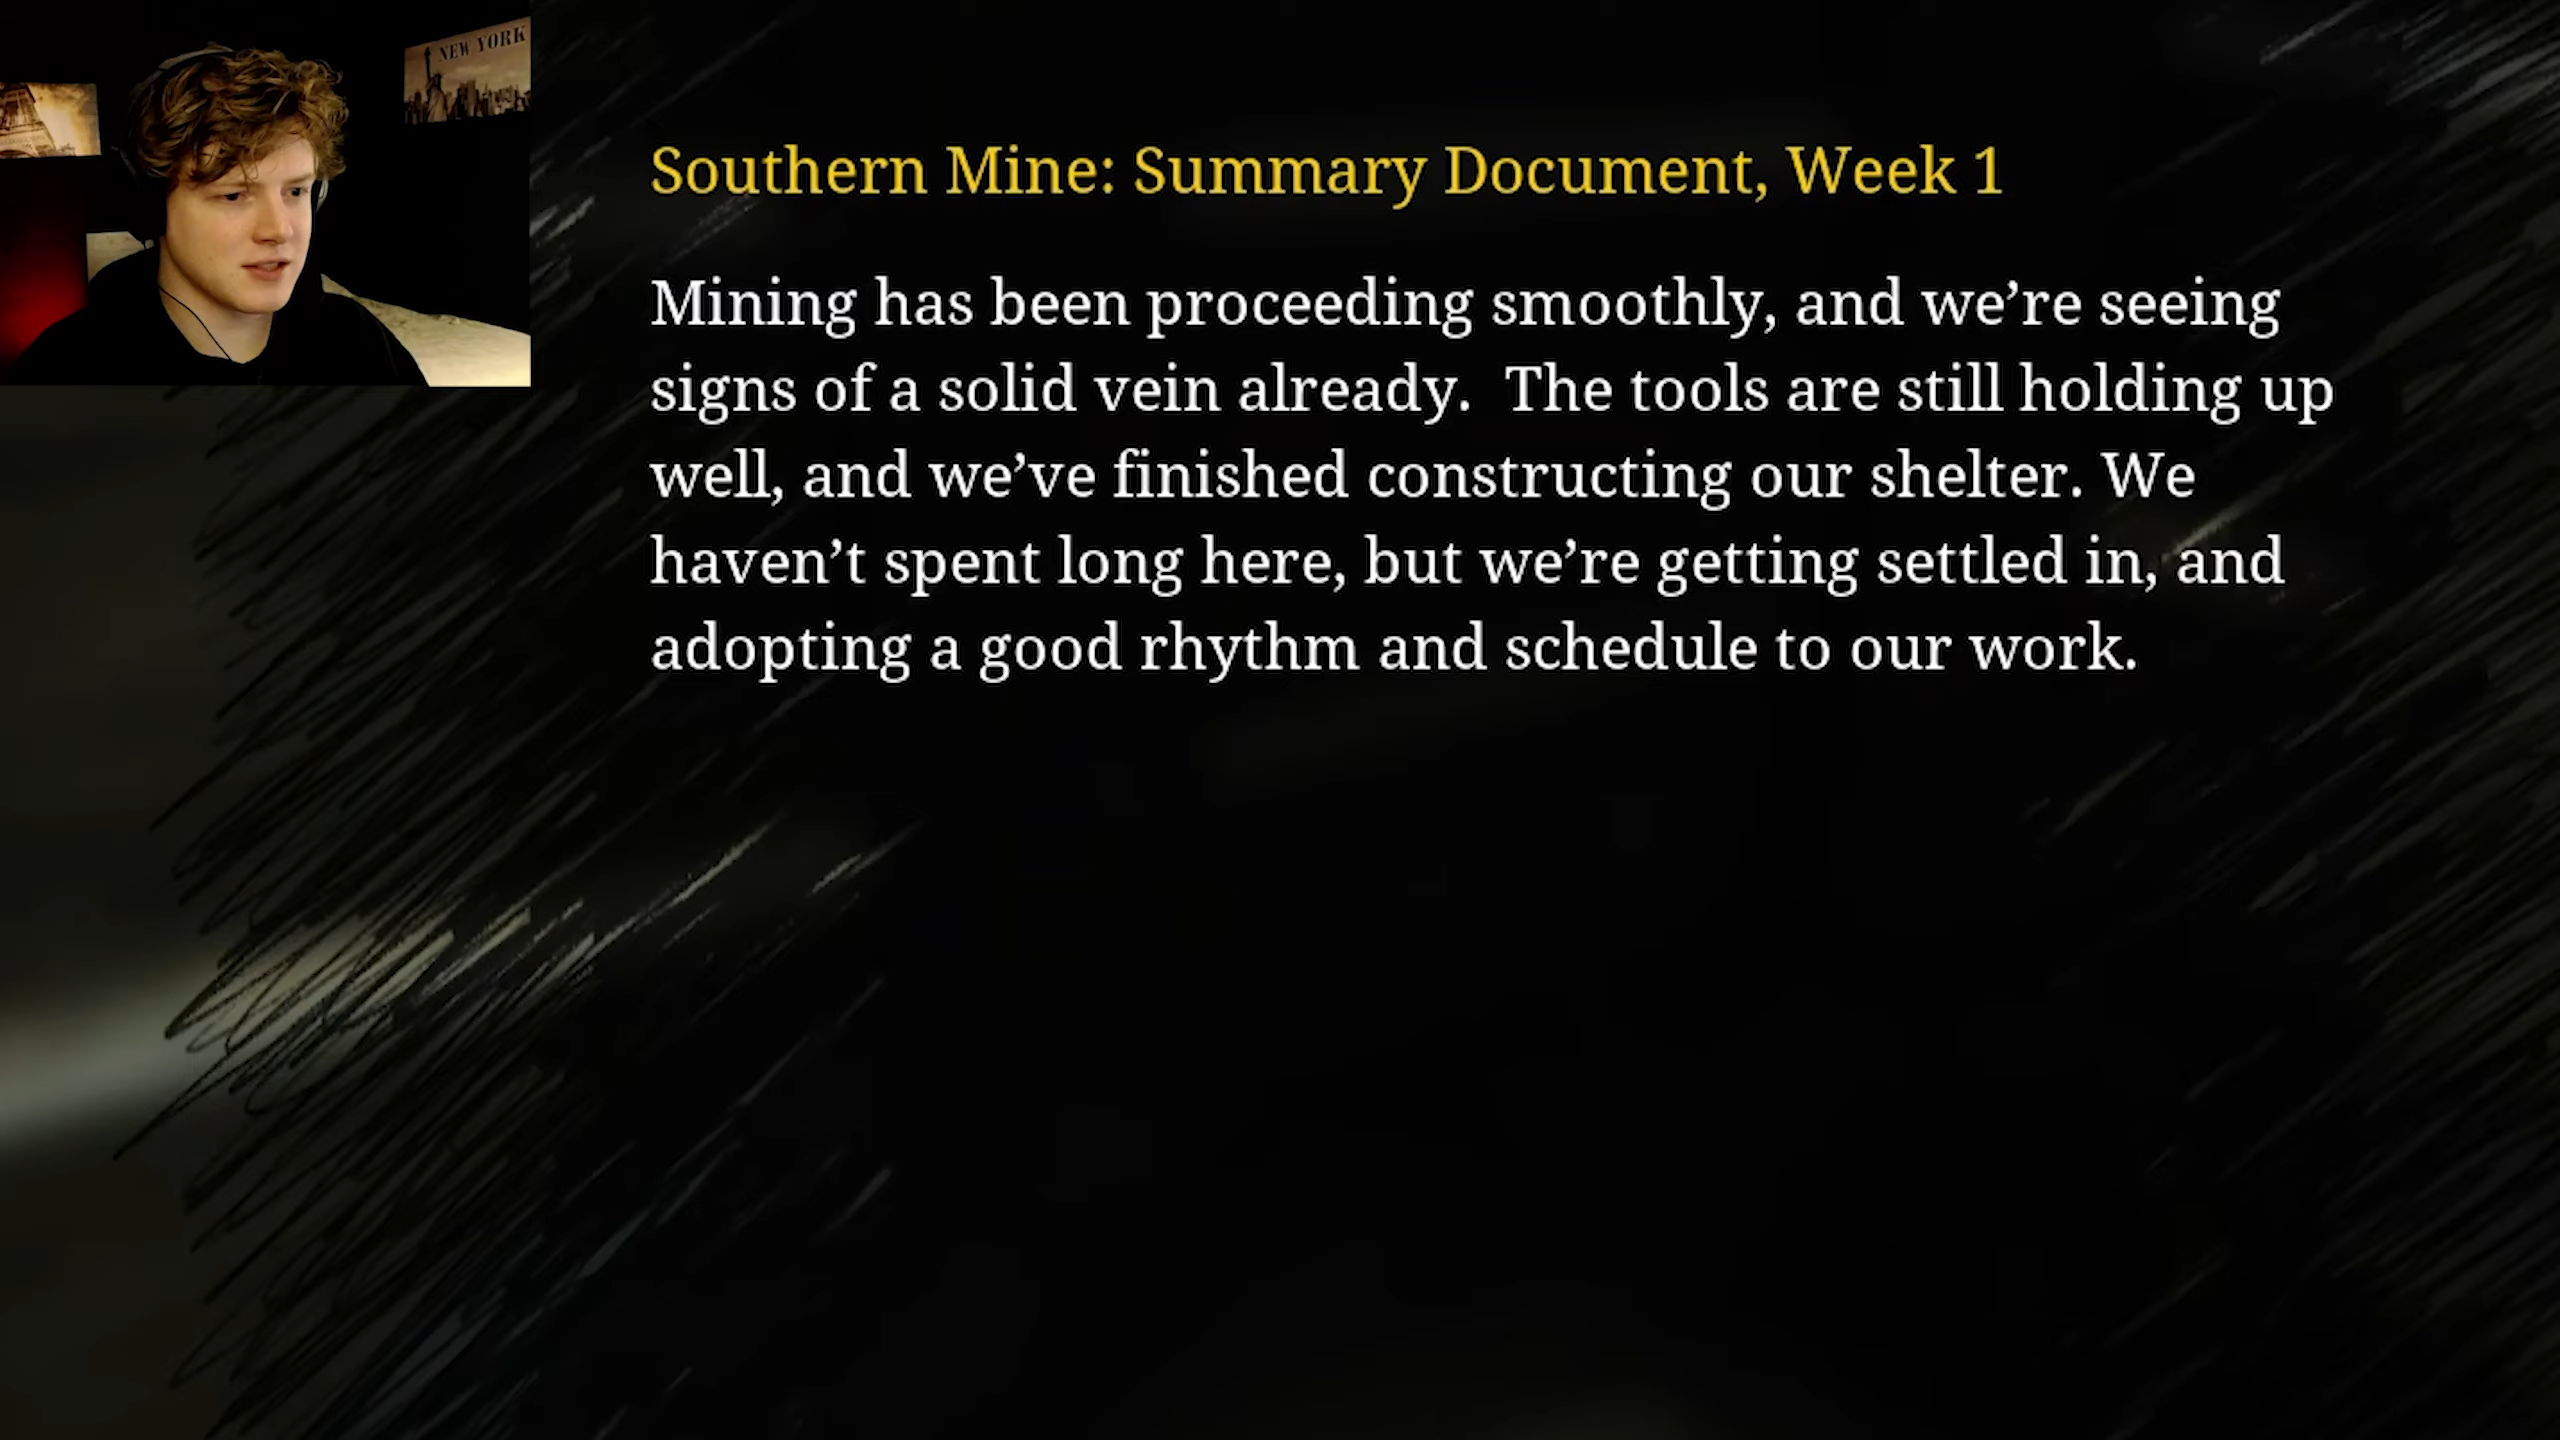 NEW YORK
Southern Mine: Summary Document, Week 1
Mining has been proceeding smoothly, and we’re seeing
signs of a solid vein already.  The tools are still holding up
well, and we’ve finished constructing our shelter. We
haven’t spent long here, but we’re getting settled in, and
adopting a good rhythm and schedule to our work.